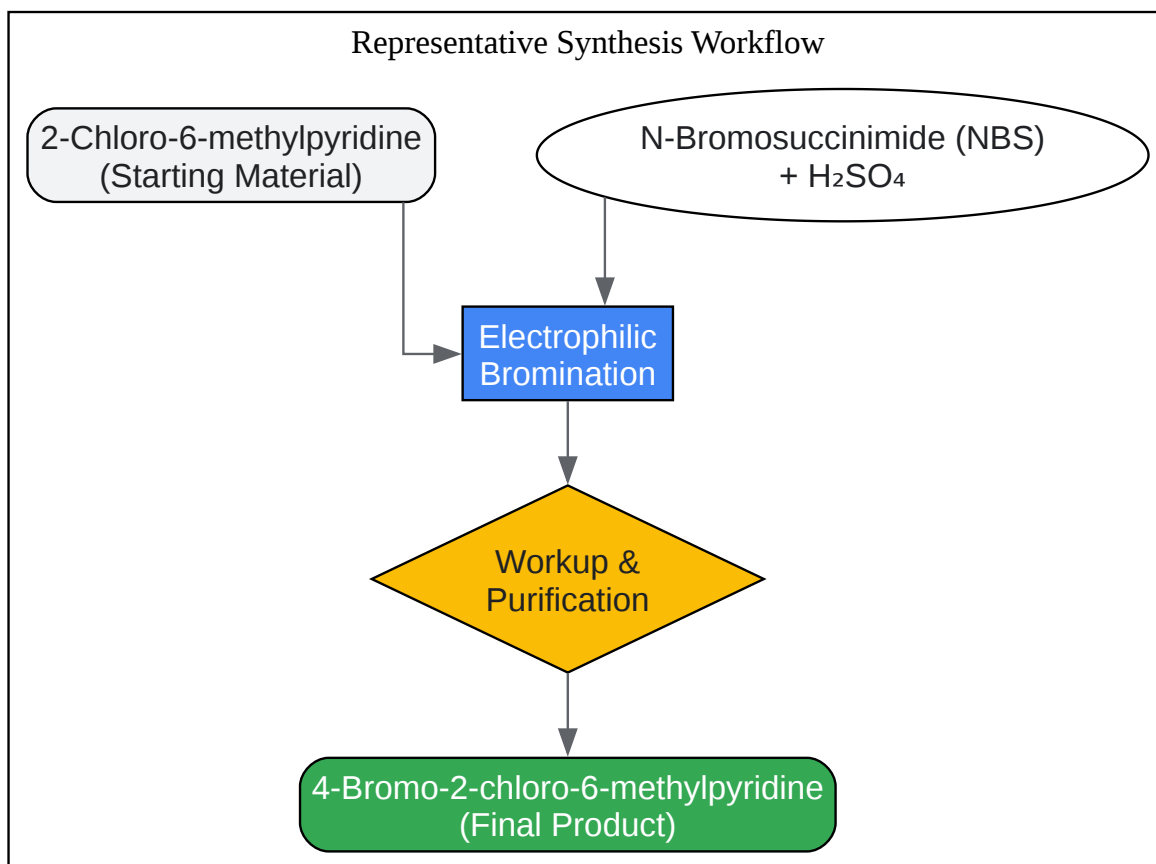 Representative Synthesis Workflow
2-Chloro-6-methylpyridine
(Starting Material)
N-Bromosuccinimide (NBS)
+ H₂SO₄
Electrophilic
Bromination
Workup &
Purification
4-Bromo-2-chloro-6-methylpyridine
(Final Product)